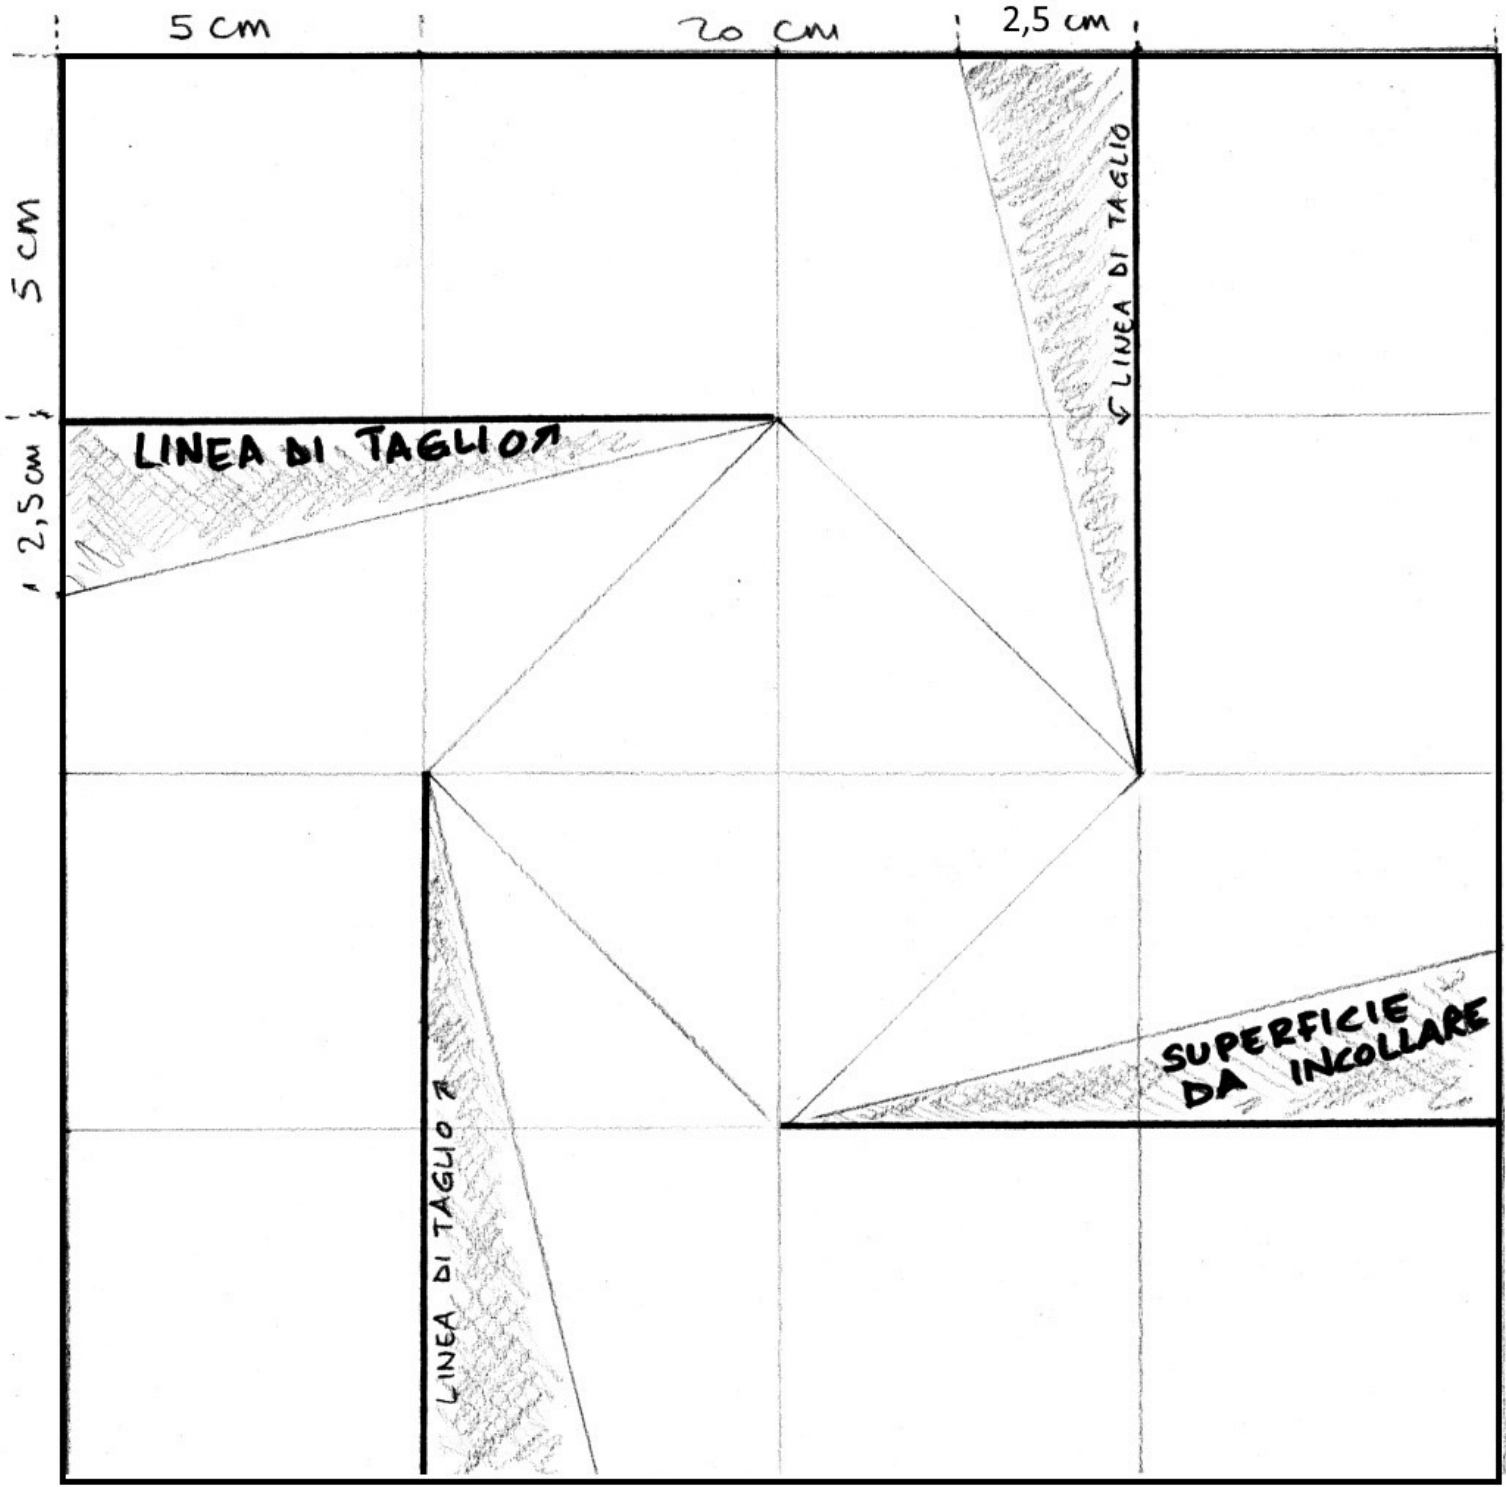 5 cm
20 cm
2,5 cm
5 cm
2,5 cm
LINEA DI TAGLIO
LINEA DI TAGLIO
LINEA DI TAGLIO
SUPERFICIE
DA INCOLLARE